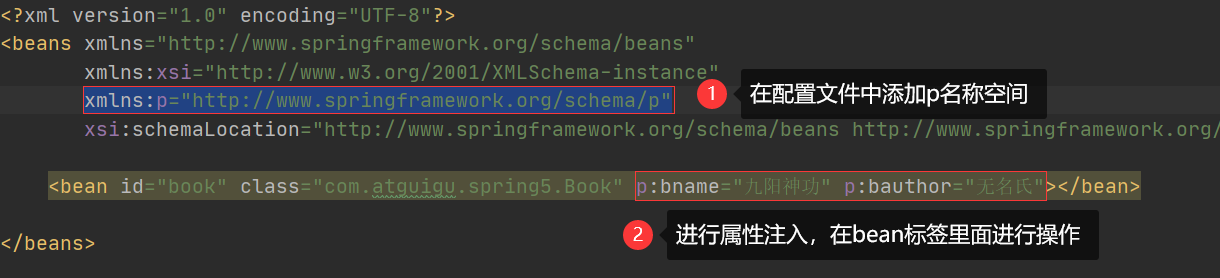 <?xml version="1.0" encoding="UTF-8"?>
<beans xmlns="http://www.springframework.org/schema/beans"
xmlns:xsi="http://www.w3.org/2001/XMLSchema-instance"
xmlns:p="http://www.springframework.org/schema/p"
1 在配置文件中添加p名称空间
xsi:schemaLocation="http://www.springframework.org/schema/beans http://www.springframework.org/
<bean id="book" class="com.atguigu.spring5.Book" p:bname="九阳神功" p:bauthor="无名氏"></bean>
2 进行属性注入，在bean标签里面进行操作
</beans>